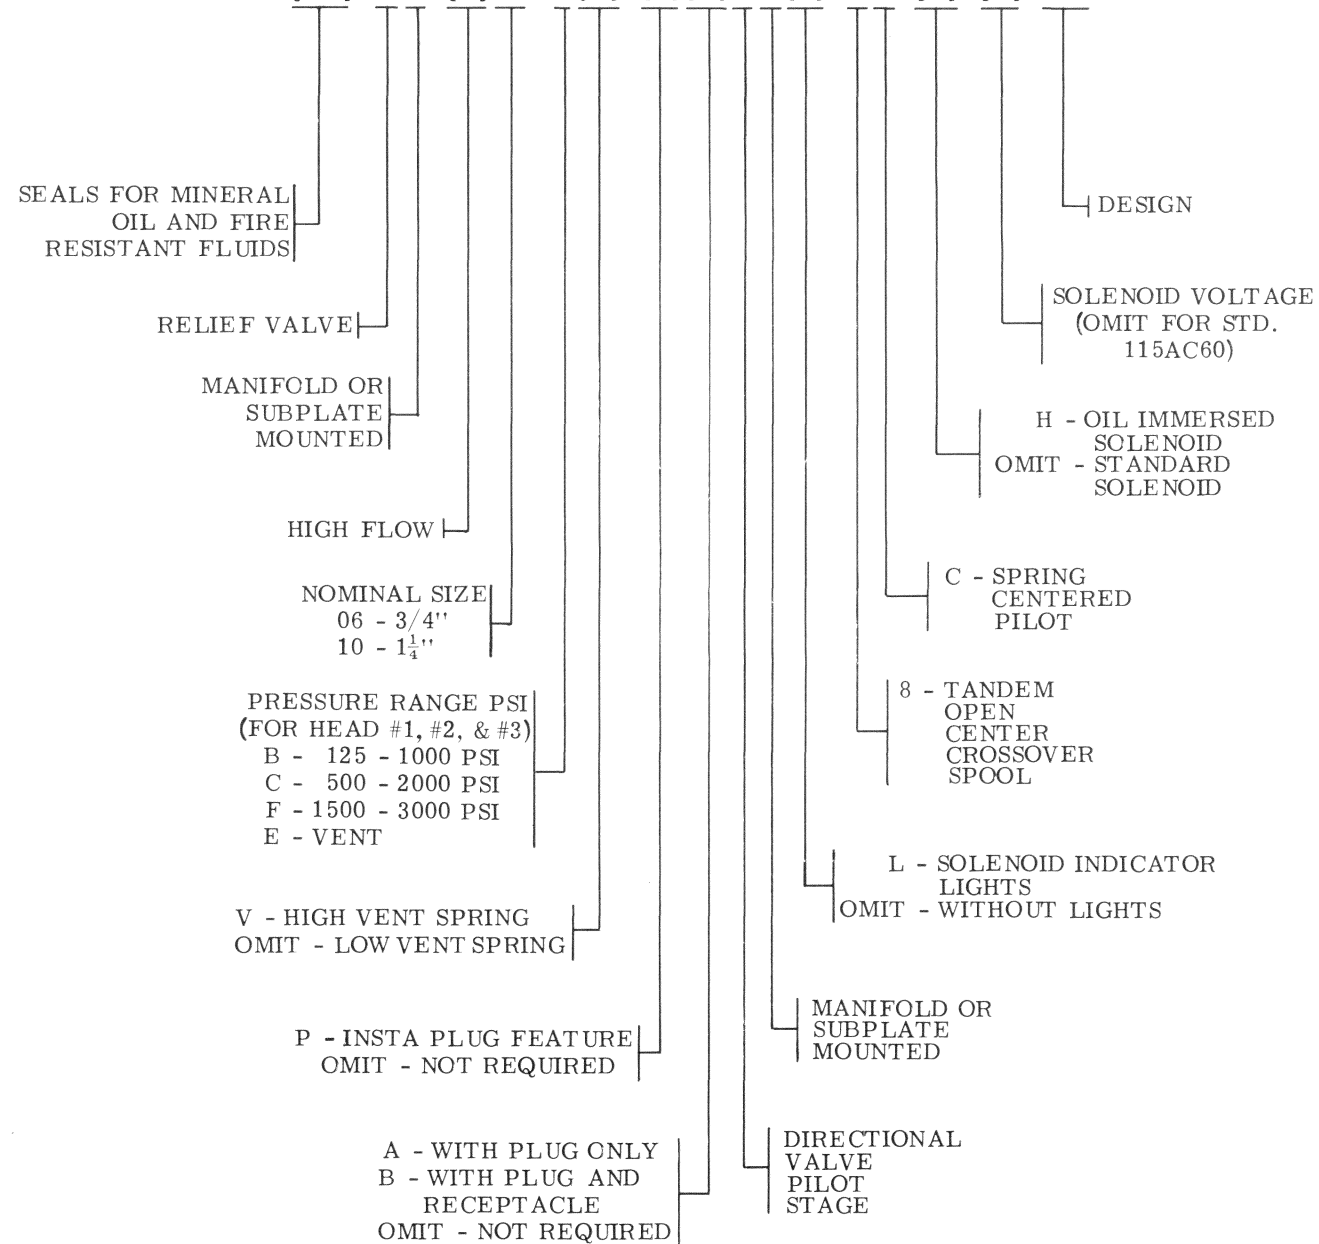 SEALS FOR MINERAL
OIL AND FIRE
RESISTANT FLUIDS
RELIEF VALVE
MANIFOLD OR
SUBPLATE
MOUNTED
HIGH FLOW
NOMINAL SIZE
06 - 3/4"
10 - 1¼"
PRESSURE RANGE PSI
(FOR HEAD #1, #2, & #3)
B - 125 - 1000 PSI
C - 500 - 2000 PSI
F - 1500 - 3000 PSI
E - VENT
V - HIGH VENT SPRING
OMIT - LOW VENT SPRING
P - INSTA PLUG FEATURE
OMIT - NOT REQUIRED
A - WITH PLUG ONLY
B - WITH PLUG AND
RECEPTACLE
OMIT - NOT REQUIRED
DESIGN
SOLENOID VOLTAGE
(OMIT FOR STD.
115AC60)
H - OIL IMMERSED
SOLENOID
OMIT - STANDARD
SOLENOID
C - SPRING
CENTERED
PILOT
8 - TANDEM
OPEN
CENTER
CROSSOVER
SPOOL
L - SOLENOID INDICATOR
LIGHTS
OMIT - WITHOUT LIGHTS
MANIFOLD OR
SUBPLATE
MOUNTED
DIRECTIONAL
VALVE
PILOT
STAGE